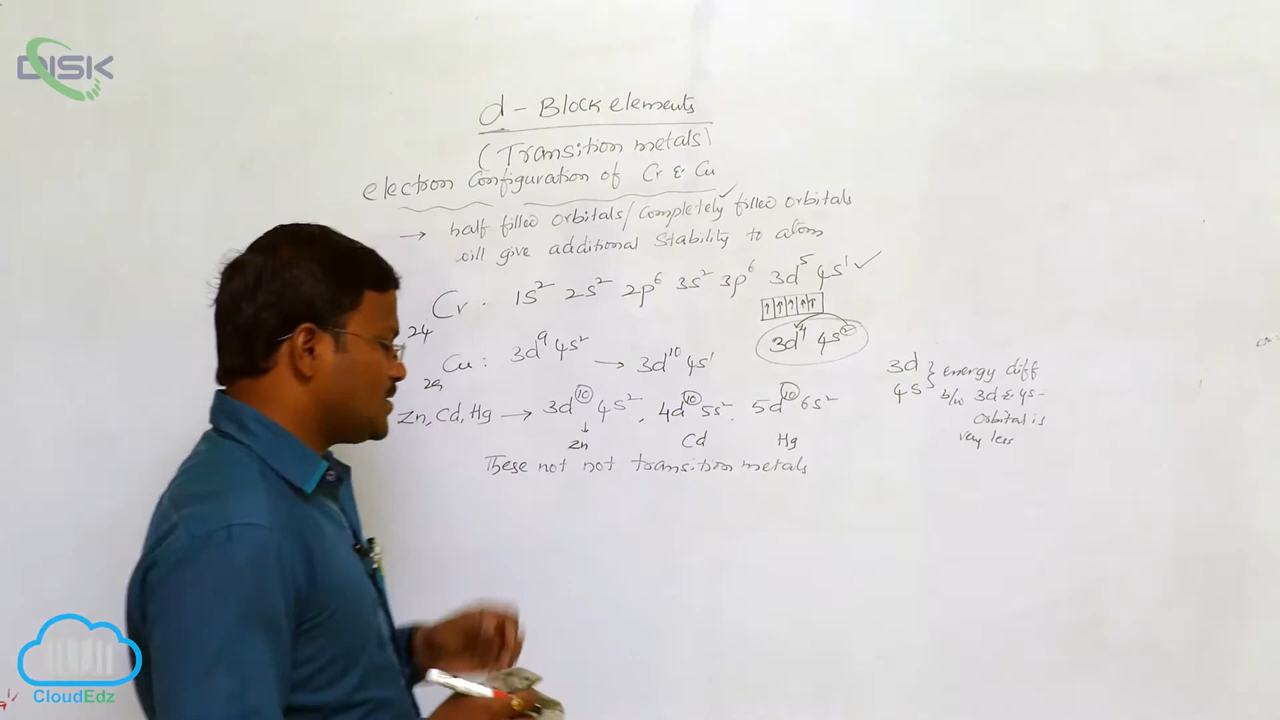 DISK
d - Block elements
(Transition metals)
electron Configuration of Cr & Cu
→ half filled orbitals/completely ✓ filled orbitals
will give additional Stability to atom
Cr : 1s² 2s² 2p⁶ 3s² 3p⁶ 3d⁵ 4s¹ ✓
24
↑ ↑ ↑ ↑ ↑
3d⁴ 4s²
Cu : 3d⁹ 4s² → 3d¹⁰ 4s¹
29
3d } energy diff
4s } b/w 3d & 4s -
orbital is
very less
Zn, Cd, Hg → 3d¹⁰ 4s² , 4d¹⁰ 5s² , 5d¹⁰ 6s²
↓
Zn Cd Hg
These not not transition metals
CloudEdz